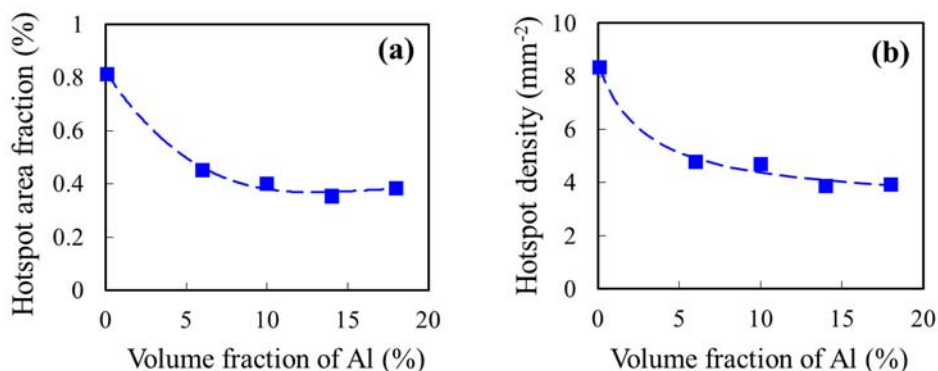 (a)
Hotspot area fraction (%)
1
0.8
0.6
0.4
0.2
0
0 5 10 15 20
Volume fraction of Al (%)
(b)
Hotspot density (mm⁻²)
10
8
6
4
2
0
0 5 10 15 20
Volume fraction of Al (%)